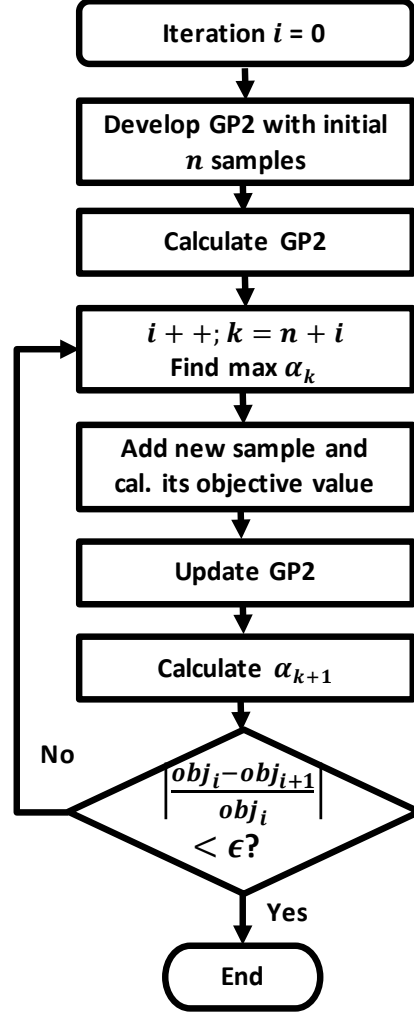 Iteration i = 0
Develop GP2 with initial
n samples
Calculate GP2
i + +; k = n + i
Find max α_k
Add new sample and
cal. its objective value
Update GP2
Calculate α_{k+1}
No
|obj_i − obj_{i+1}|
obj_i
< ϵ?
Yes
End